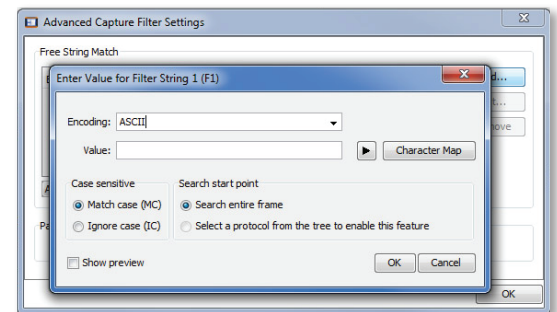 Advanced Capture Filter Settings
Free String Match
Enter Value for Filter String 1 (F1)
Encoding: ASCII
Value:
Character Map
Case sensitive
Search start point
Match case (MC)
Search entire frame
Ignore case (IC)
Select a protocol from the tree to enable this feature
Show preview
OK
Cancel
OK